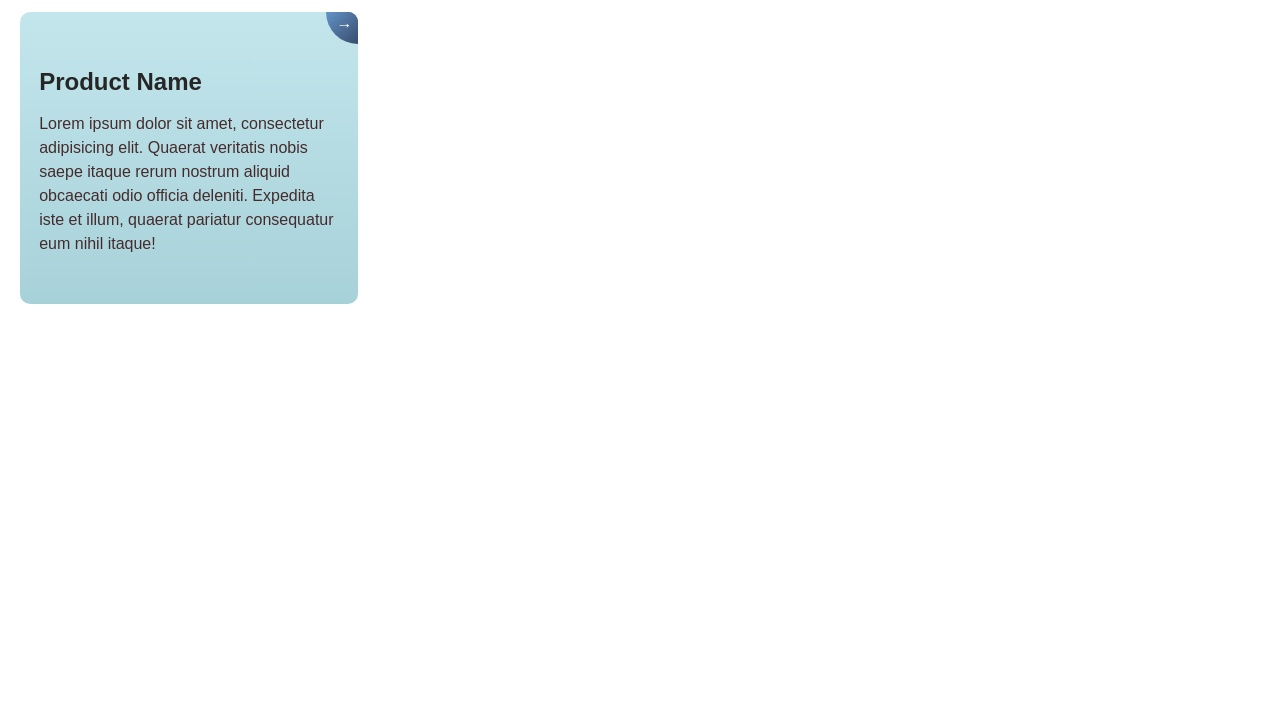 →
Product Name
Lorem ipsum dolor sit amet, consectetur
adipisicing elit. Quaerat veritatis nobis
saepe itaque rerum nostrum aliquid
obcaecati odio officia deleniti. Expedita
iste et illum, quaerat pariatur consequatur
eum nihil itaque!